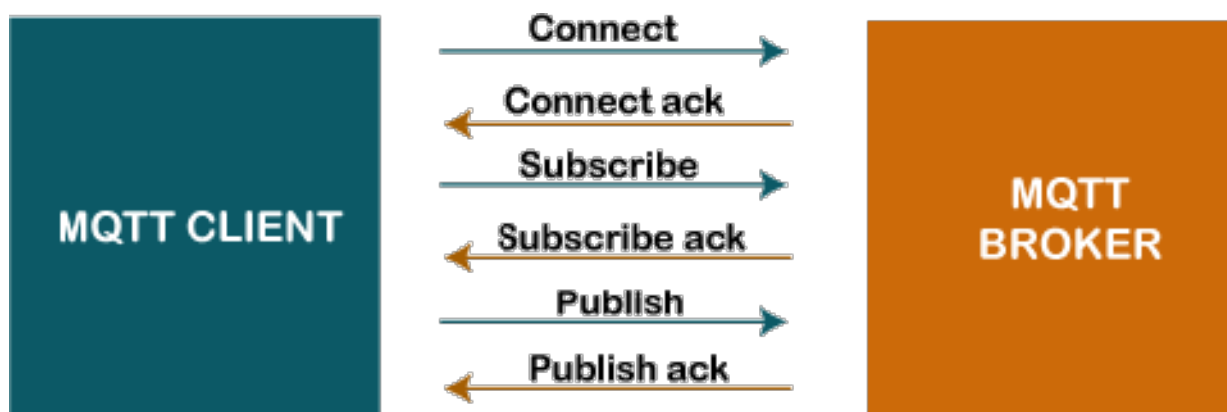 Connect
Connect ack
Subscribe
MQTT CLIENT
Subscribe ack
Publish
Publish ack
MQTT
BROKER